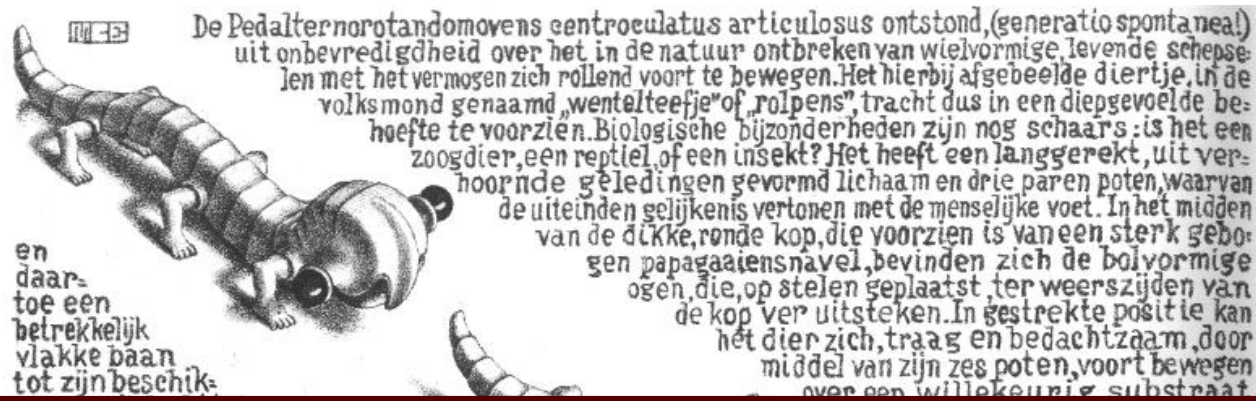 MCE
De Pedalternorotandomovens centroculatus articulosus ontstond,(generatio spontanea!)
uit onbevredigdheid over het in de natuur ontbreken van wielvormige, levende schepse-
len met het vermogen zich rollend voort te bewegen. Het hierbij afgebeelde diertje, in de
volksmond genaamd „wentelteefje" of „rolpens", tracht dus in een diepgevoelde be=
hoefte te voorzien. Biologische bijzonderheden zijn nog schaars: is het een
zoogdier, een reptiel, of een insekt? Het heeft een langgerekt, uit ver=
hoornde geledingen gevormd lichaam en drie paren poten, waarvan
de uiteinden gelijkenis vertonen met de menselijke voet. In het midden
van de dikke, ronde kop, die voorzien is van een sterk gebo=
gen papagaaiensnavel, bevinden zich de bolvormige
ogen, die, op stelen geplaatst, ter weerszijden van
de kop ver uitsteken. In gestrekte positie kan
het dier zich, traag en bedachtzaam, door
middel van zijn zes poten, voort bewegen
over een willekeurig substraat
en
daar=
toe een
betrekkelijk
vlakke baan
tot zijn beschik=